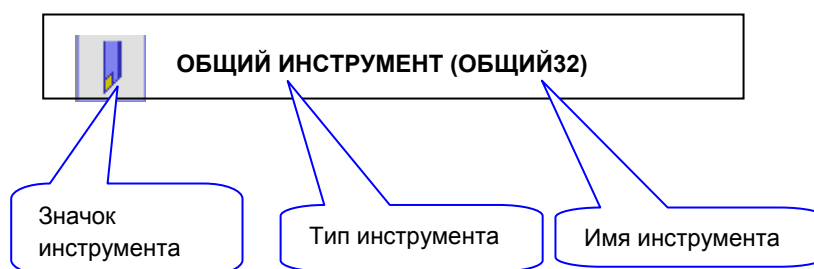 ОБЩИЙ ИНСТРУМЕНТ (ОБЩИЙ32)
Значок
инструмента
Тип инструмента
Имя инструмента